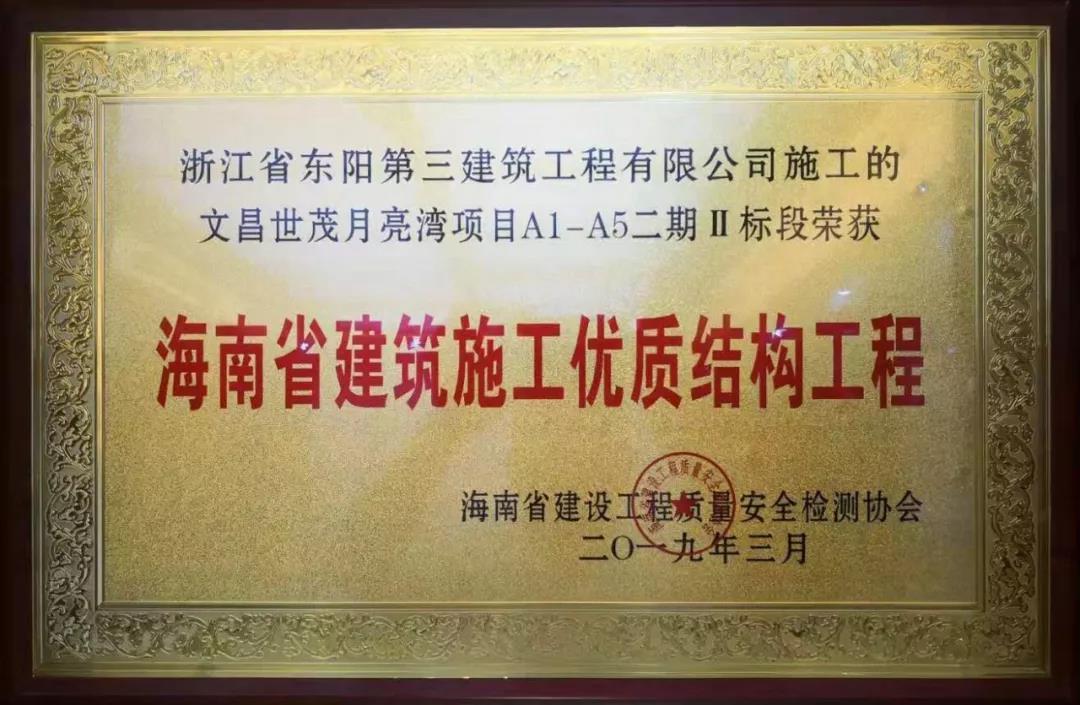 浙江省东阳第三建筑工程有限公司施工的
文昌世茂月亮湾项目A1-A5二期Ⅱ标段荣获
海南省建筑施工优质结构工程
海南省建设工程质量安全检测协会
二〇一九年三月